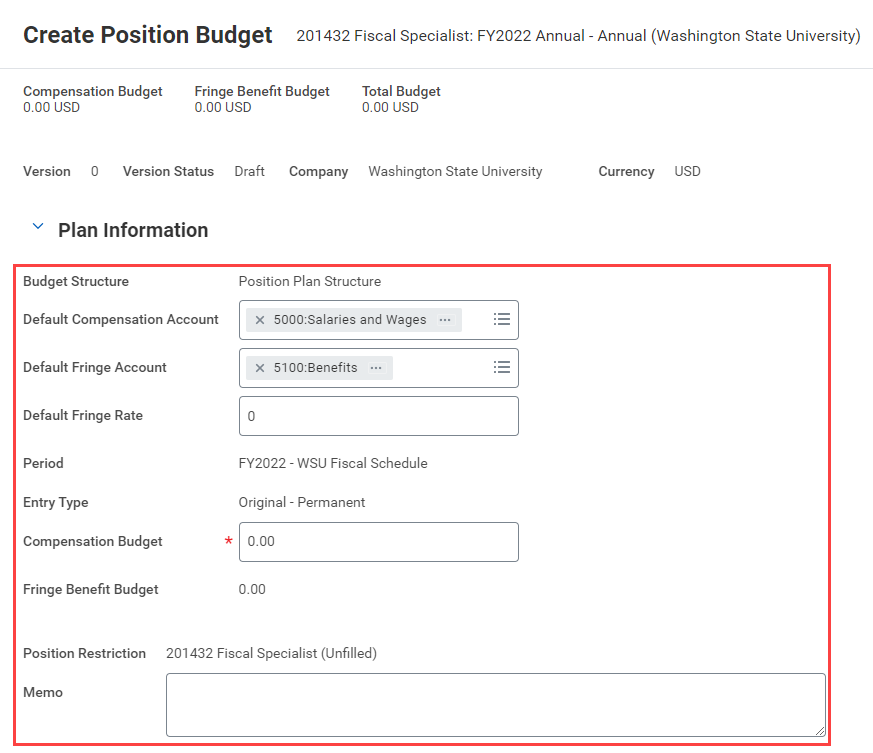 Create Position Budget 201432 Fiscal Specialist: FY2022 Annual - Annual (Washington State University)
Compensation Budget Fringe Benefit Budget Total Budget
0.00 USD 0.00 USD 0.00 USD
Version 0 Version Status Draft Company Washington State University Currency USD
Plan Information
Budget Structure Position Plan Structure
Default Compensation Account 5000:Salaries and Wages
Default Fringe Account 5100:Benefits
Default Fringe Rate 0
Period FY2022 - WSU Fiscal Schedule
Entry Type Original - Permanent
Compensation Budget * 0.00
Fringe Benefit Budget 0.00
Position Restriction 201432 Fiscal Specialist (Unfilled)
Memo